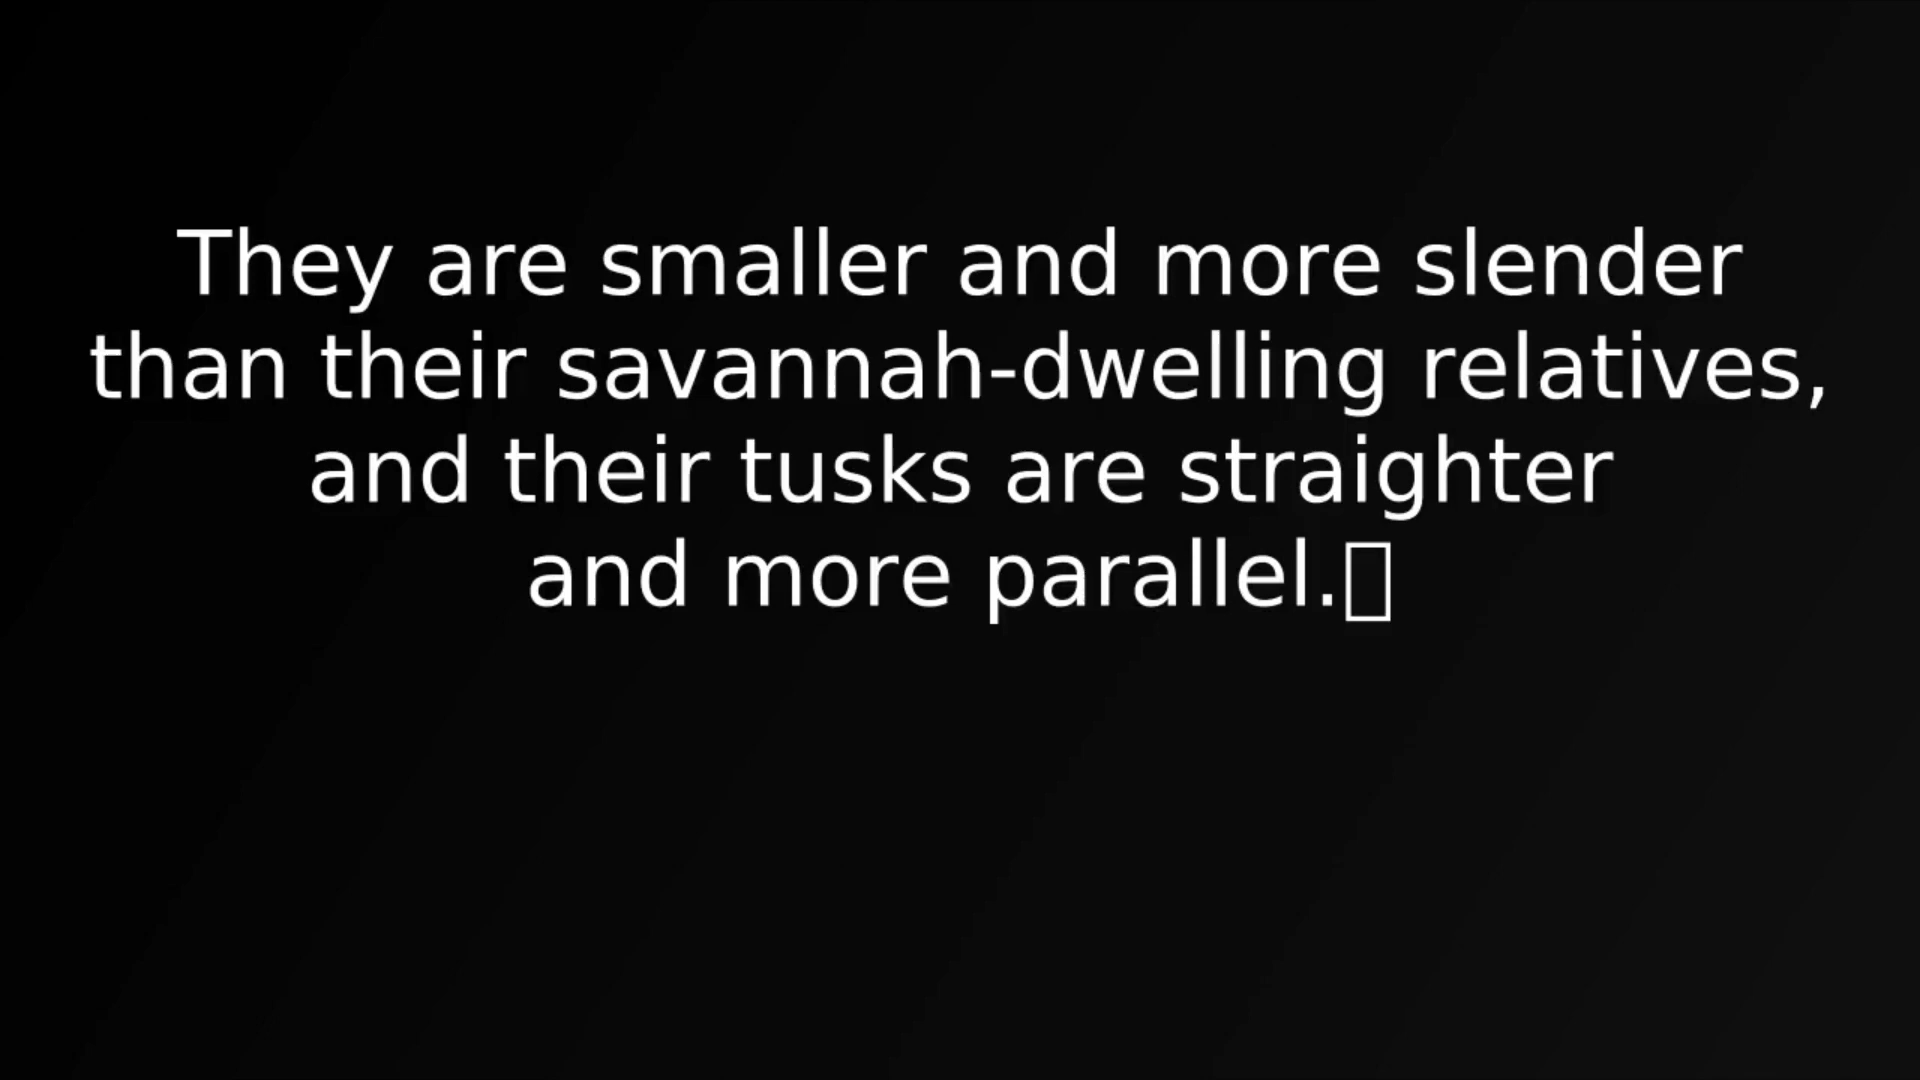 They are smaller and more slender
than their savannah-dwelling relatives,
and their tusks are straighter
and more parallel.